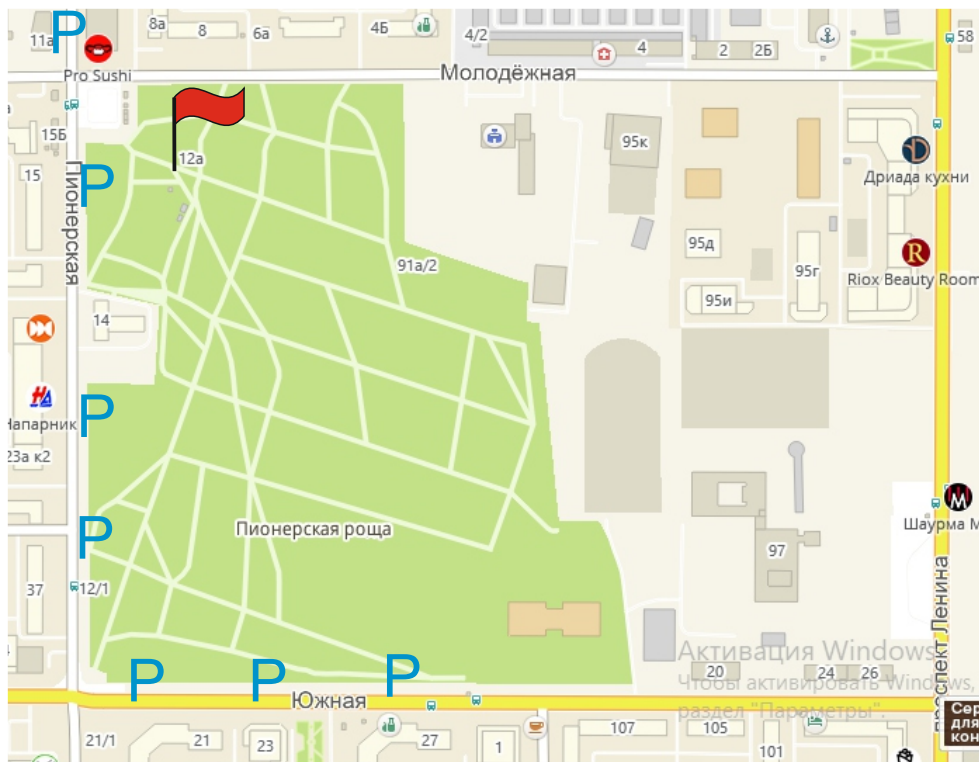 P
11а
8а
8
6а
4Б
4/2
4
2
2Б
58
Pro Sushi
Молодёжная
15Б
12а
95к
15
P
Пионерская
Дриада кухни
95д
91а/2
95г
Riox Beauty Room
95и
14
P
Напарник
23а к2
Шаурма М
P
Пионерская роща
97
37
12/1
проспект Ленина
Активация Windows
P
P
P
20
24
26
Чтобы активировать Windows,
Южная
раздел "Параметры".
21/1
21
23
27
1
107
105
101
Сер
для
кон